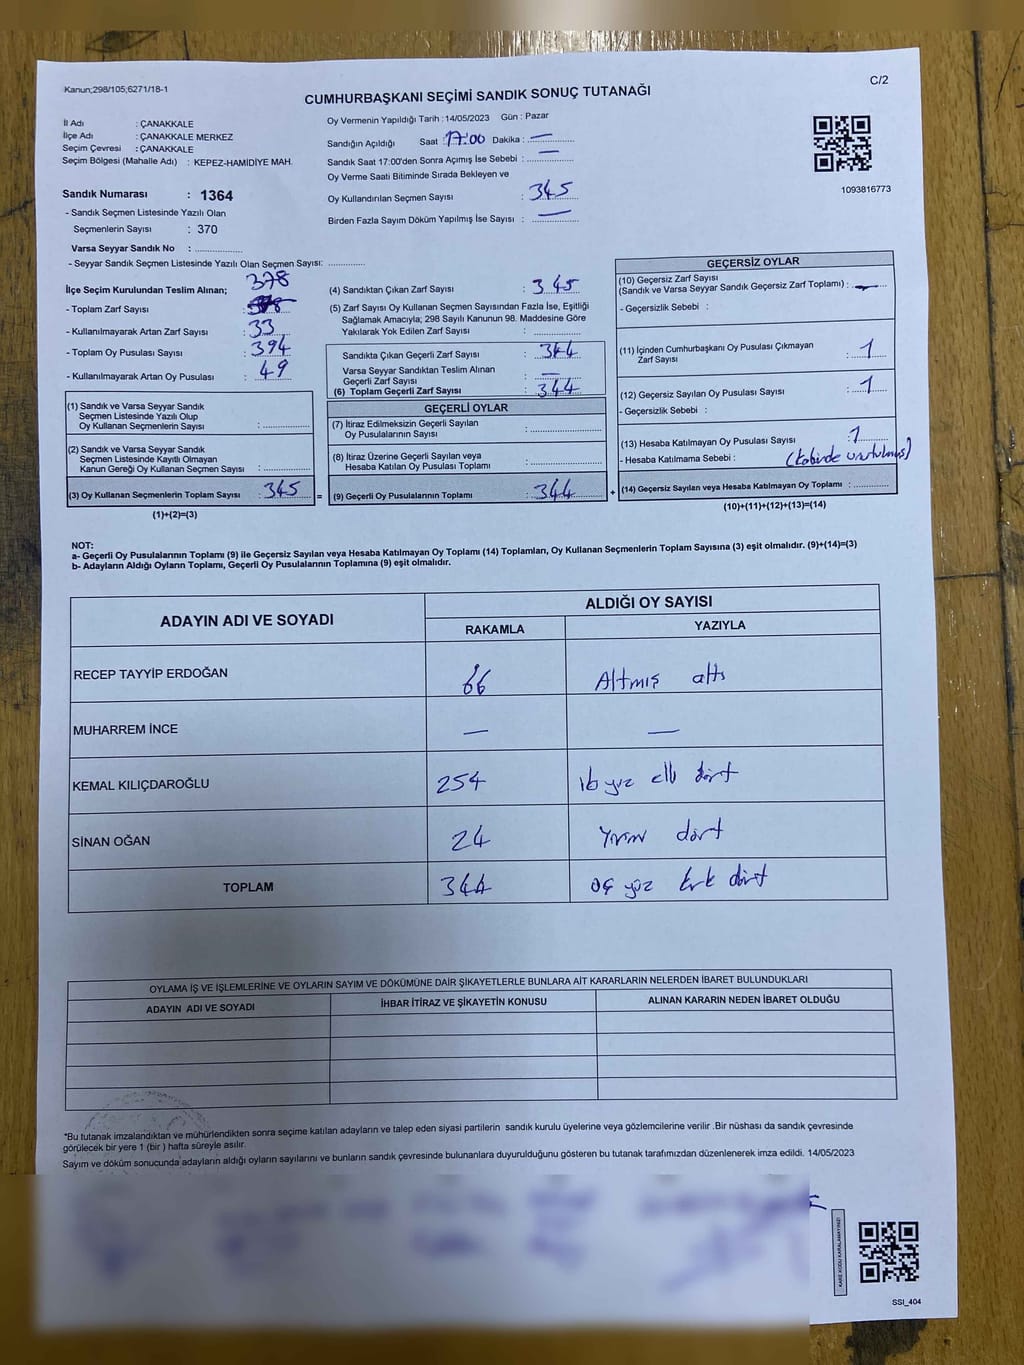 Kanun;298/105;6271/18-1
C/2
CUMHURBAŞKANI SEÇİMİ SANDIK SONUÇ TUTANAĞI
İl Adı : ÇANAKKALE
İlçe Adı : ÇANAKKALE MERKEZ
Seçim Çevresi : ÇANAKKALE
Seçim Bölgesi (Mahalle Adı) : KEPEZ-HAMİDİYE MAH.
Oy Vermenin Yapıldığı Tarih : 14/05/2023 Gün : Pazar
Sandığın Açıldığı Saat : 17:00 Dakika : —
Sandık Saat 17:00'den Sonra Açımış İse Sebebi : —
Oy Verme Saati Bitiminde Sırada Bekleyen ve
Oy Kullandırılan Seçmen Sayısı : 345
Birden Fazla Sayım Döküm Yapılmış İse Sayısı : —
1093816773
Sandık Numarası : 1364
- Sandık Seçmen Listesinde Yazılı Olan
Seçmenlerin Sayısı : 370
Varsa Seyyar Sandık No : ..............
- Seyyar Sandık Seçmen Listesinde Yazılı Olan Seçmen Sayısı: ..............
İlçe Seçim Kurulundan Teslim Alınan;
378
- Toplam Zarf Sayısı :
- Kullanılmayarak Artan Zarf Sayısı : 33
- Toplam Oy Pusulası Sayısı : 394
- Kullanılmayarak Artan Oy Pusulası : 49
(1) Sandık ve Varsa Seyyar Sandık
Seçmen Listesinde Yazılı Olup
Oy Kullanan Seçmenlerin Sayısı : ..............
(2) Sandık ve Varsa Seyyar Sandık
Seçmen Listesinde Kayıtlı Olmayan
Kanun Gereği Oy Kullanan Seçmen Sayısı : ..............
(3) Oy Kullanan Seçmenlerin Toplam Sayısı : 345 =
(1)+(2)=(3)
(4) Sandıktan Çıkan Zarf Sayısı : 345
(5) Zarf Sayısı Oy Kullanan Seçmen Sayısından Fazla İse, Eşitliği
Sağlamak Amacıyla; 298 Sayılı Kanunun 98. Maddesine Göre
Yakılarak Yok Edilen Zarf Sayısı : ..............
Sandıkta Çıkan Geçerli Zarf Sayısı : 344
Varsa Seyyar Sandıktan Teslim Alınan
Geçerli Zarf Sayısı : —
(6) Toplam Geçerli Zarf Sayısı : 344
GEÇERLİ OYLAR
(7) İtiraz Edilmeksizin Geçerli Sayılan
Oy Pusulalarının Sayısı : ..............
(8) İtiraz Üzerine Geçerli Sayılan veya
Hesaba Katılan Oy Pusulası Toplamı : ..............
(9) Geçerli Oy Pusulalarının Toplamı : 344 +
GEÇERSİZ OYLAR
(10) Geçersiz Zarf Sayısı
(Sandık ve Varsa Seyyar Sandık Geçersiz Zarf Toplamı) : —
- Geçersizlik Sebebi :
(11) İçinden Cumhurbaşkanı Oy Pusulası Çıkmayan
Zarf Sayısı : 1
(12) Geçersiz Sayılan Oy Pusulası Sayısı : 1
- Geçersizlik Sebebi :
(13) Hesaba Katılmayan Oy Pusulası Sayısı : 1
- Hesaba Katılmama Sebebi : (kabinde unutulmuş)
(14) Geçersiz Sayılan veya Hesaba Katılmayan Oy Toplamı : ..............
(10)+(11)+(12)+(13)=(14)
NOT:
a- Geçerli Oy Pusulalarının Toplamı (9) ile Geçersiz Sayılan veya Hesaba Katılmayan Oy Toplamı (14) Toplamları, Oy Kullanan Seçmenlerin Toplam Sayısına (3) eşit olmalıdır. (9)+(14)=(3)
b- Adayların Aldığı Oyların Toplamı, Geçerli Oy Pusulalarının Toplamına (9) eşit olmalıdır.
ADAYIN ADI VE SOYADI
ALDIĞI OY SAYISI
RAKAMLA YAZIYLA
RECEP TAYYİP ERDOĞAN 66 Altmış altı
MUHARREM İNCE — —
KEMAL KILIÇDAROĞLU 254 iki yüz elli dört
SİNAN OĞAN 24 Yirmi dört
TOPLAM 344 üç yüz kırk dört
OYLAMA İŞ VE İŞLEMLERİNE VE OYLARIN SAYIM VE DÖKÜMÜNE DAİR ŞİKAYETLERLE BUNLARA AİT KARARLARIN NELERDEN İBARET BULUNDUKLARI
ADAYIN ADI VE SOYADI İHBAR İTİRAZ VE ŞİKAYETİN KONUSU ALINAN KARARIN NEDEN İBARET OLDUĞU
*Bu tutanak imzalandıktan ve mühürlendikten sonra seçime katılan adayların ve talep eden siyasi partilerin sandık kurulu üyelerine veya gözlemcilerine verilir .Bir nüshası da sandık çevresinde
görülecek bir yere 1 (bir ) hafta süreyle asılır.
Sayım ve döküm sonucunda adayların aldığı oyların sayılarını ve bunların sandık çevresinde bulunanlara duyurulduğunu gösteren bu tutanak tarafımızdan düzenlenerek imza edildi. 14/05/2023
KARE KODU KARALAMAYINIZ!
SSI_404